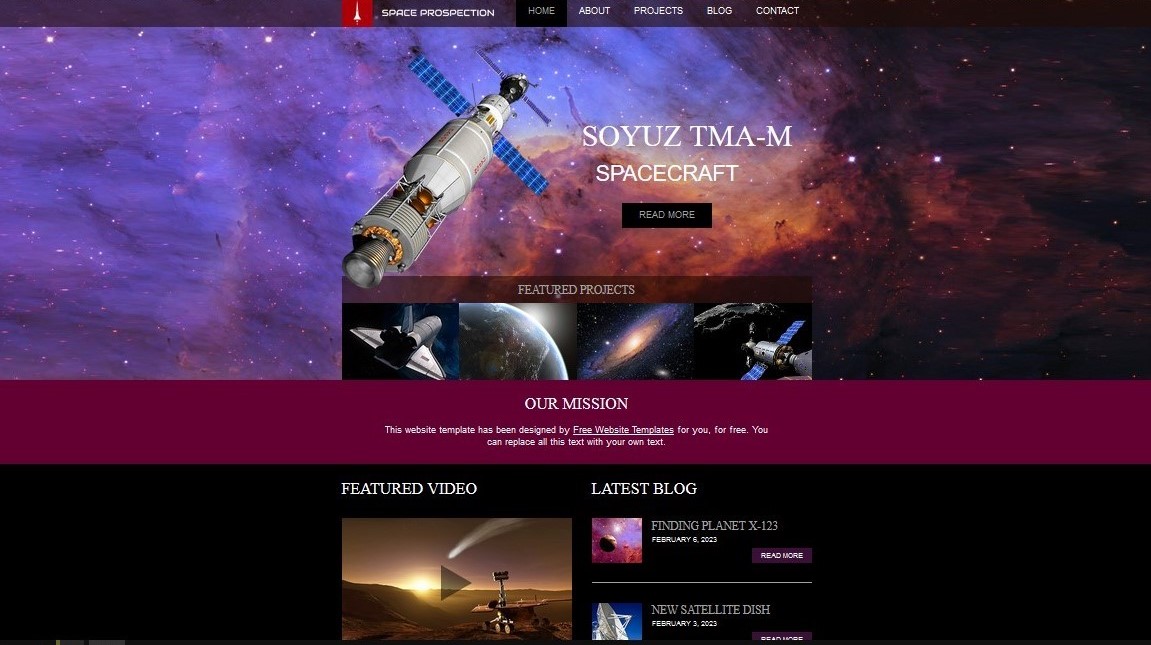 SPACE PROSPECTION
HOME ABOUT PROJECTS BLOG CONTACT
SOYUZ TMA-M
SPACECRAFT
READ MORE
FEATURED PROJECTS
OUR MISSION
This website template has been designed by Free Website Templates for you, for free. You
can replace all this text with your own text.
FEATURED VIDEO
LATEST BLOG
FINDING PLANET X-123
FEBRUARY 6, 2023
READ MORE
NEW SATELLITE DISH
FEBRUARY 3, 2023
READ MORE